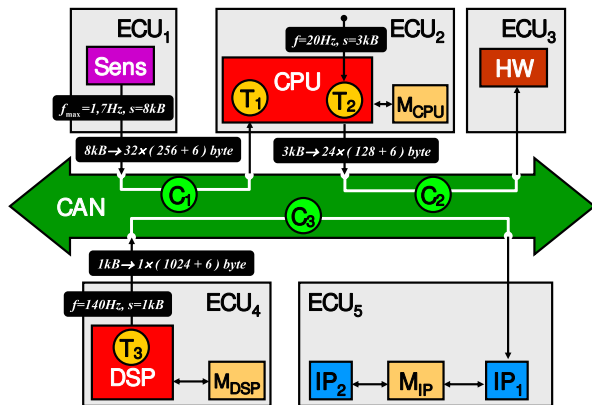 ECU1
ECU2
ECU3
Sens
f=20Hz, s=3kB
CPU
T1
T2
MCPU
HW
fmax=1,7Hz, s=8kB
8kB→32×( 256 + 6 ) byte
3kB→24×( 128 + 6 ) byte
CAN
C1
C2
C3
1kB→1×( 1024 + 6 ) byte
f=140Hz, s=1kB
ECU4
ECU5
T3
DSP
MDSP
IP2
MIP
IP1